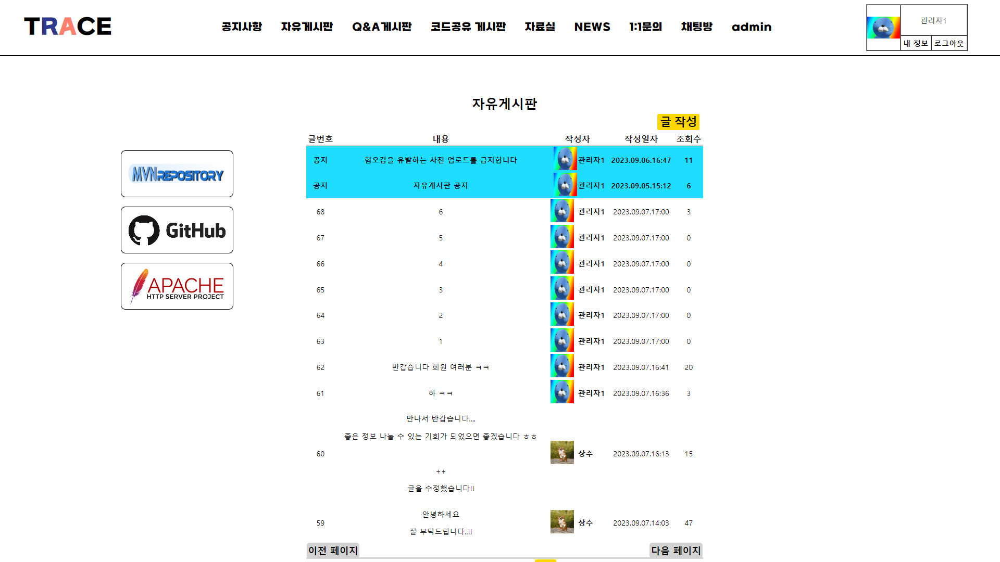 TRACE 공지사항 자유게시판 Q&A게시판 코드공유 게시판 자료실 NEWS 1:1문의 채팅방 admin
관리자1
내 정보 로그아웃
자유게시판
글 작성
글번호 내용 작성자 작성일자 조회수
공지 혐오감을 유발하는 사진 업로드를 금지합니다 관리자1 2023.09.06.16:47 11
공지 자유게시판 공지 관리자1 2023.09.05.15:12 6
68 6 관리자1 2023.09.07.17:00 3
67 5 관리자1 2023.09.07.17:00 0
66 4 관리자1 2023.09.07.17:00 0
65 3 관리자1 2023.09.07.17:00 0
64 2 관리자1 2023.09.07.17:00 0
63 1 관리자1 2023.09.07.17:00 0
62 반갑습니다 회원 여러분 ㅋㅋ 관리자1 2023.09.07.16:41 20
61 하 ㅋㅋ 관리자1 2023.09.07.16:36 3
만나서 반갑습니다....
좋은 정보 나눌 수 있는 기회가 되었으면 좋겠습니다 ㅎㅎ
60 상수 2023.09.07.16:13 15
++
글을 수정했습니다!!
안녕하세요
59 상수 2023.09.07.14:03 47
잘 부탁드립니다..!!
이전 페이지 다음 페이지
MVNREPOSITORY
GitHub
APACHE
HTTP SERVER PROJECT